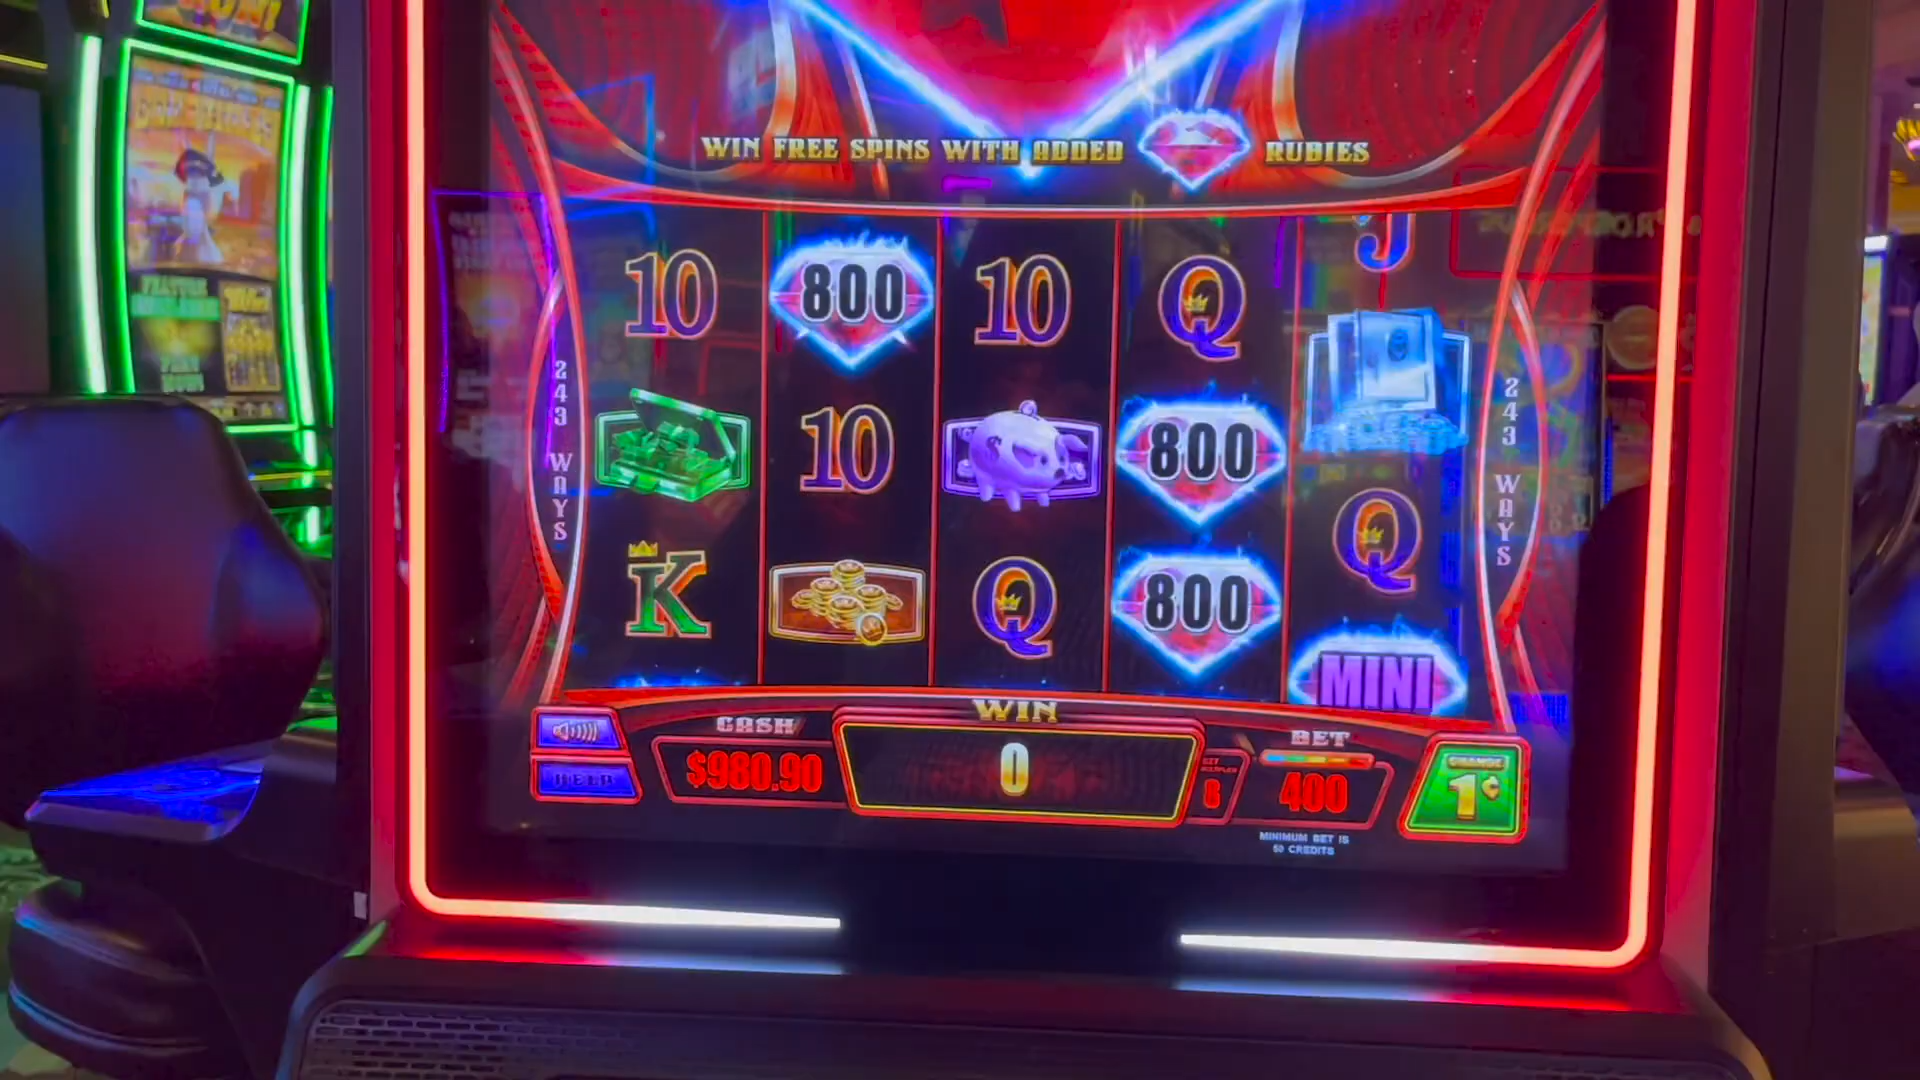 WIN FREE SPINS WITH ADDED RUBIES
10 800 10 Q J
10 800
K Q 800 Q
MINI
243 WAYS
243 WAYS
WIN
CASH
BET
HELP
$980.90
0
8
400
1¢
MINIMUM BET IS
50 CREDITS